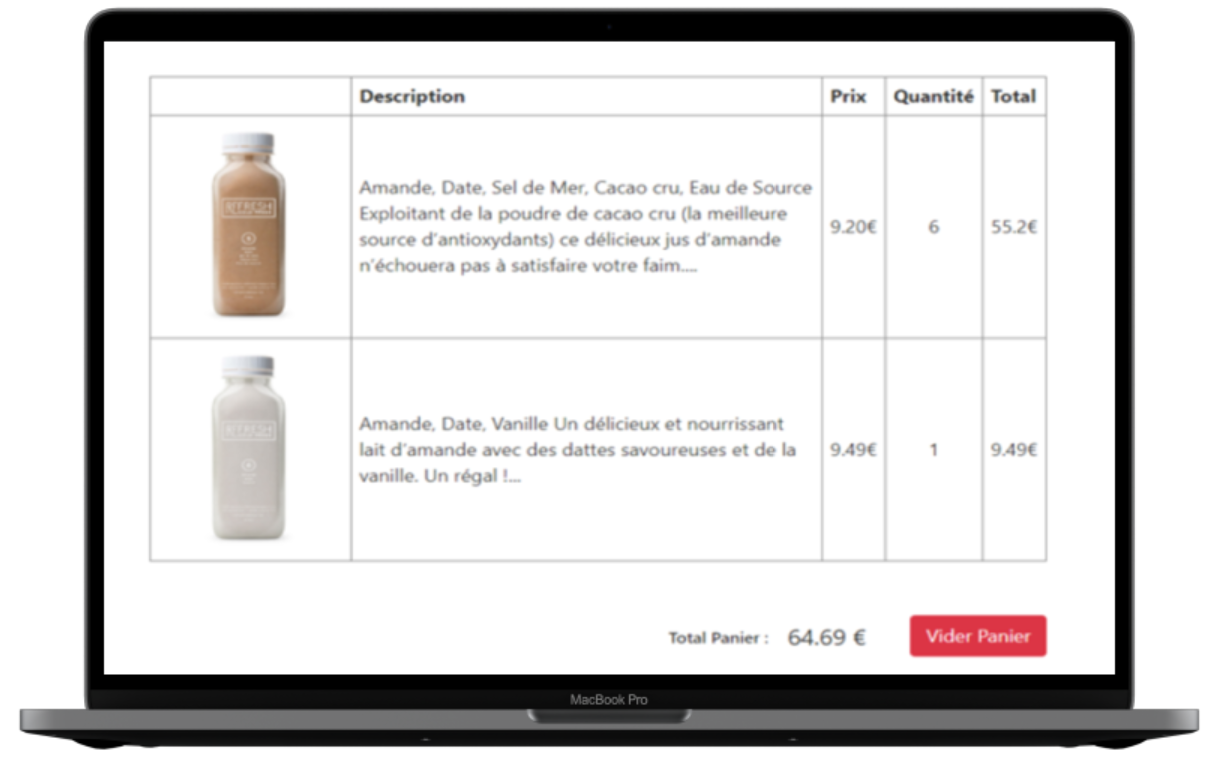 Description Prix Quantité Total
REFRESH
Amande, Date, Sel de Mer, Cacao cru, Eau de Source
Exploitant de la poudre de cacao cru (la meilleure
source d'antioxydants) ce délicieux jus d'amande
n'échouera pas à satisfaire votre faim....
9.20€ 6 55.2€
REFRESH
Amande, Date, Vanille Un délicieux et nourrissant
lait d'amande avec des dattes savoureuses et de la
vanille. Un régal !...
9.49€ 1 9.49€
Total Panier : 64.69 € Vider Panier
MacBook Pro